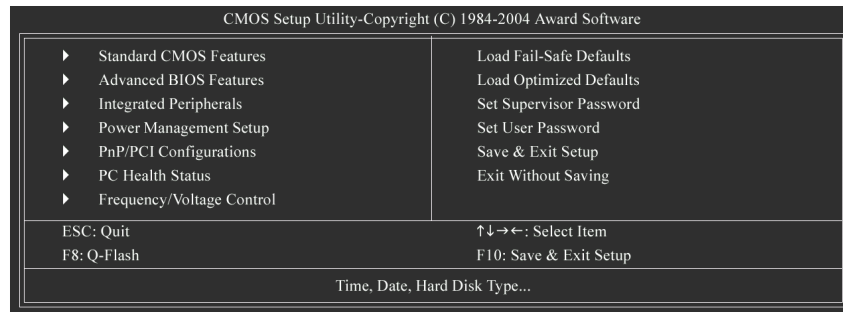 CMOS Setup Utility-Copyright (C) 1984-2004 Award Software
Standard CMOS Features
Advanced BIOS Features
Integrated Peripherals
Power Management Setup
PnP/PCI Configurations
PC Health Status
Frequency/Voltage Control
Load Fail-Safe Defaults
Load Optimized Defaults
Set Supervisor Password
Set User Password
Save & Exit Setup
Exit Without Saving
ESC: Quit
↑↓→←: Select Item
F8: Q-Flash
F10: Save & Exit Setup
Time, Date, Hard Disk Type...